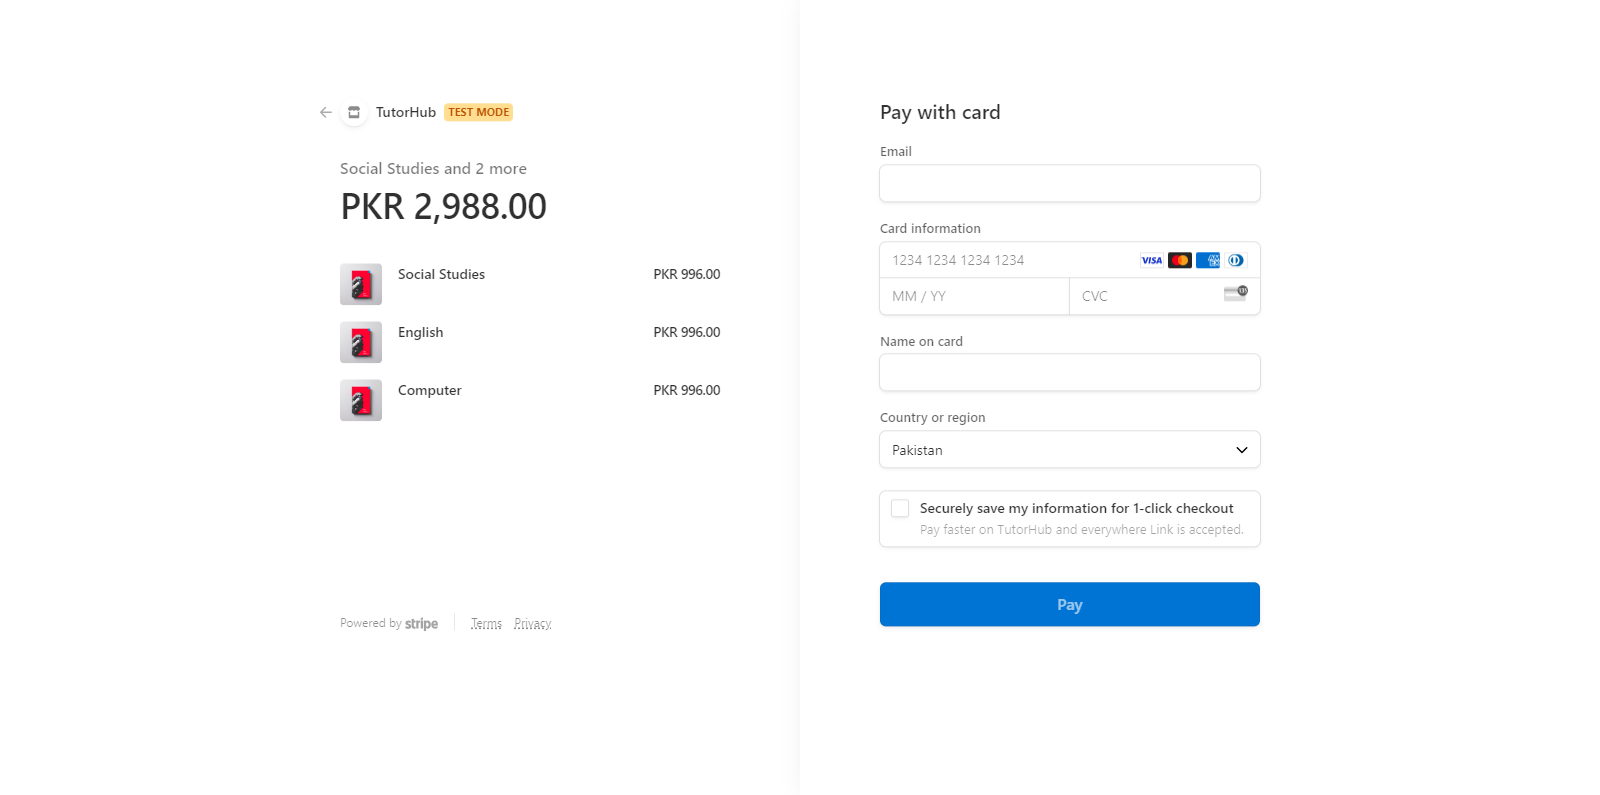 TutorHub TEST MODE
Social Studies and 2 more
PKR 2,988.00
Social Studies PKR 996.00
English PKR 996.00
Computer PKR 996.00
Powered by stripe Terms Privacy
Pay with card
Email
Card information
1234 1234 1234 1234 VISA
MM / YY CVC
Name on card
Country or region
Pakistan
Securely save my information for 1-click checkout
Pay faster on TutorHub and everywhere Link is accepted.
Pay